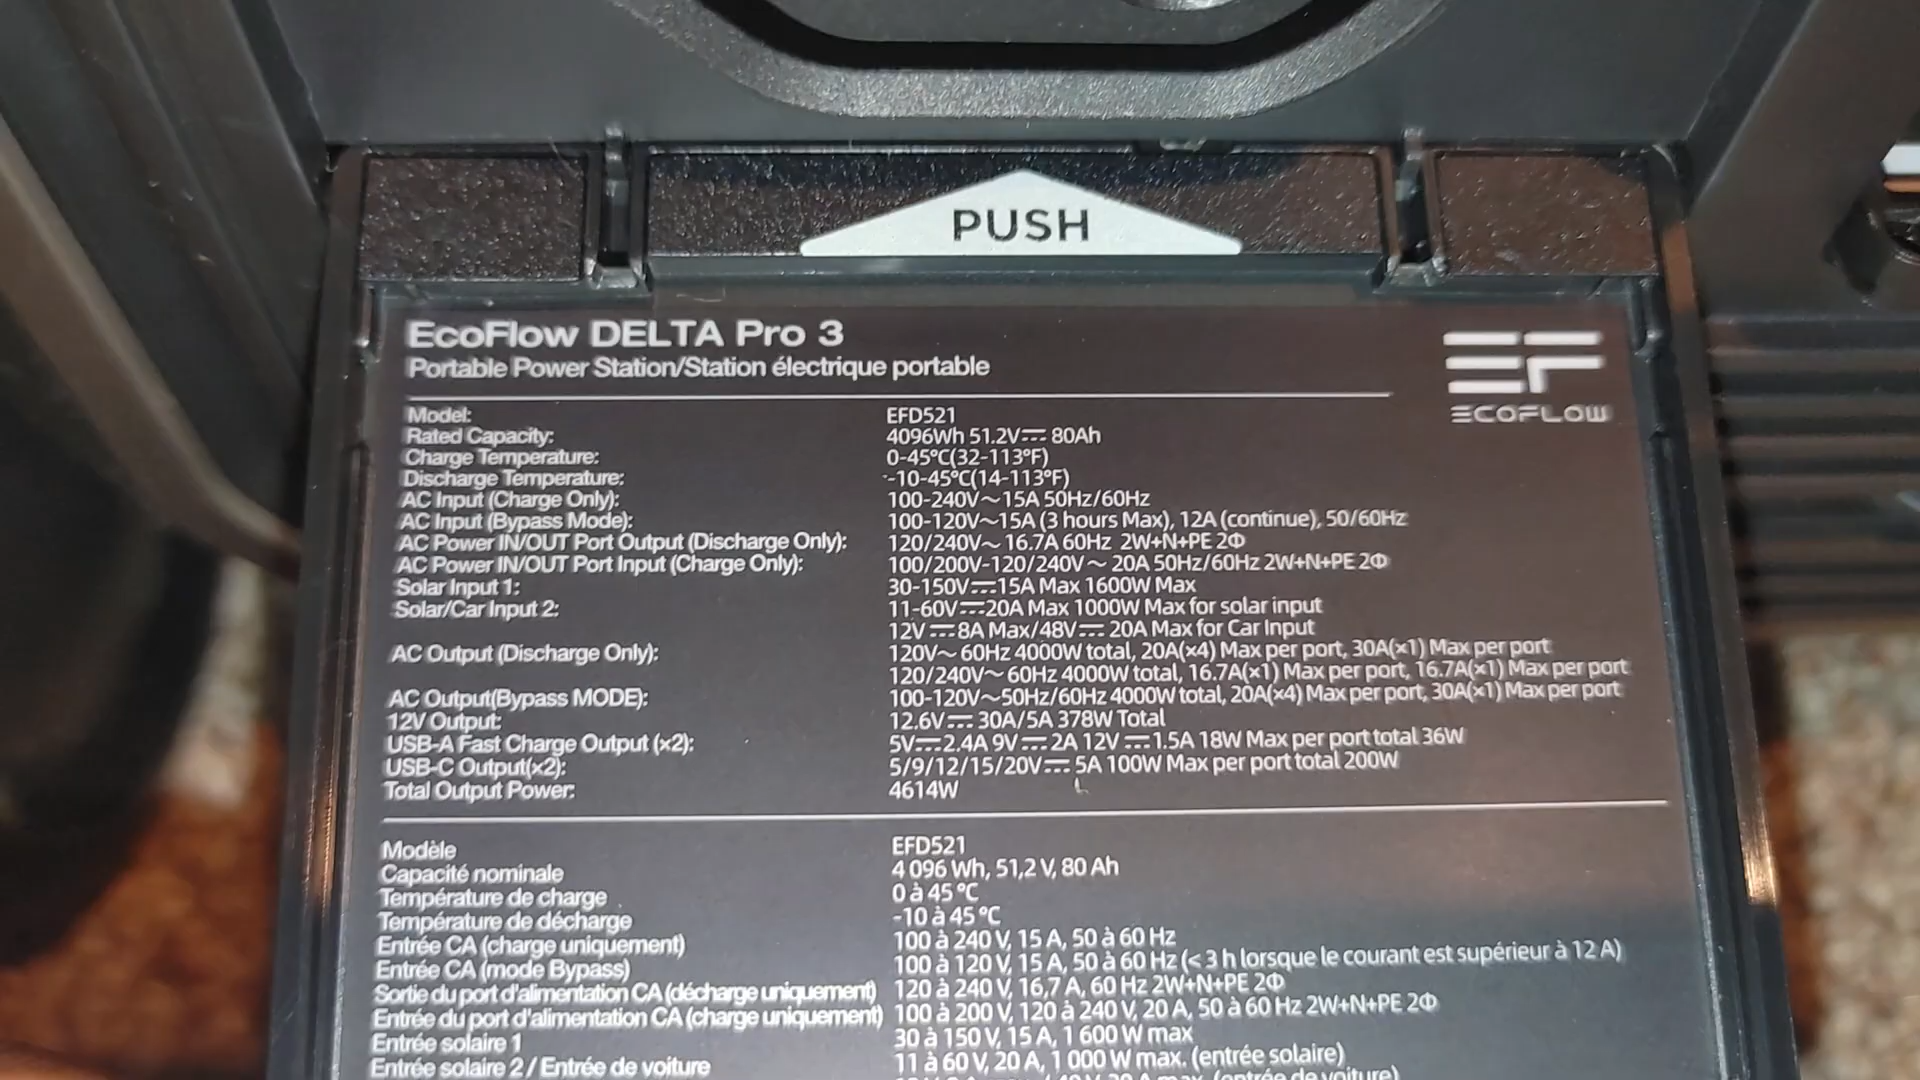 PUSH
EcoFlow DELTA Pro 3
Portable Power Station/Station électrique portable
ECOFLOW
Model: EFD521
Rated Capacity: 4096Wh 51.2V⎓ 80Ah
Charge Temperature: 0-45℃(32-113℉)
Discharge Temperature: -10-45℃(14-113℉)
AC Input (Charge Only): 100-240V～15A 50Hz/60Hz
AC Input (Bypass Mode): 100-120V～15A (3 hours Max), 12A (continue), 50/60Hz
AC Power IN/OUT Port Output (Discharge Only): 120/240V～ 16.7A 60Hz 2W+N+PE 2Φ
AC Power IN/OUT Port Input (Charge Only): 100/200V-120/240V～ 20A 50Hz/60Hz 2W+N+PE 2Φ
Solar Input 1: 30-150V⎓15A Max 1600W Max
Solar/Car Input 2: 11-60V⎓20A Max 1000W Max for solar input
12V⎓8A Max/48V⎓ 20A Max for Car Input
AC Output (Discharge Only): 120V～ 60Hz 4000W total, 20A(×4) Max per port, 30A(×1) Max per port
120/240V～ 60Hz 4000W total, 16.7A(×1) Max per port, 16.7A(×1) Max per port
AC Output(Bypass MODE): 100-120V～50Hz/60Hz 4000W total, 20A(×4) Max per port, 30A(×1) Max per port
12V Output: 12.6V⎓ 30A/5A 378W Total
USB-A Fast Charge Output (×2): 5V⎓2.4A 9V⎓2A 12V⎓1.5A 18W Max per port total 36W
USB-C Output(×2): 5/9/12/15/20V⎓ 5A 100W Max per port total 200W
Total Output Power: 4614W
Modèle EFD521
Capacité nominale 4 096 Wh, 51,2 V, 80 Ah
Température de charge 0 à 45 °C
Température de décharge -10 à 45 °C
Entrée CA (charge uniquement) 100 à 240 V, 15 A, 50 à 60 Hz
Entrée CA (mode Bypass) 100 à 120 V, 15 A, 50 à 60 Hz (< 3 h lorsque le courant est supérieur à 12 A)
Sortie du port d'alimentation CA (décharge uniquement) 120 à 240 V, 16,7 A, 60 Hz 2W+N+PE 2Φ
Entrée du port d'alimentation CA (charge uniquement) 100 à 200 V, 120 à 240 V, 20 A, 50 à 60 Hz 2W+N+PE 2Φ
Entrée solaire 1 30 à 150 V, 15 A, 1 600 W max
Entrée solaire 2 / Entrée de voiture 11 à 60 V, 20 A, 1 000 W max. (entrée solaire)
(entrée de voiture)